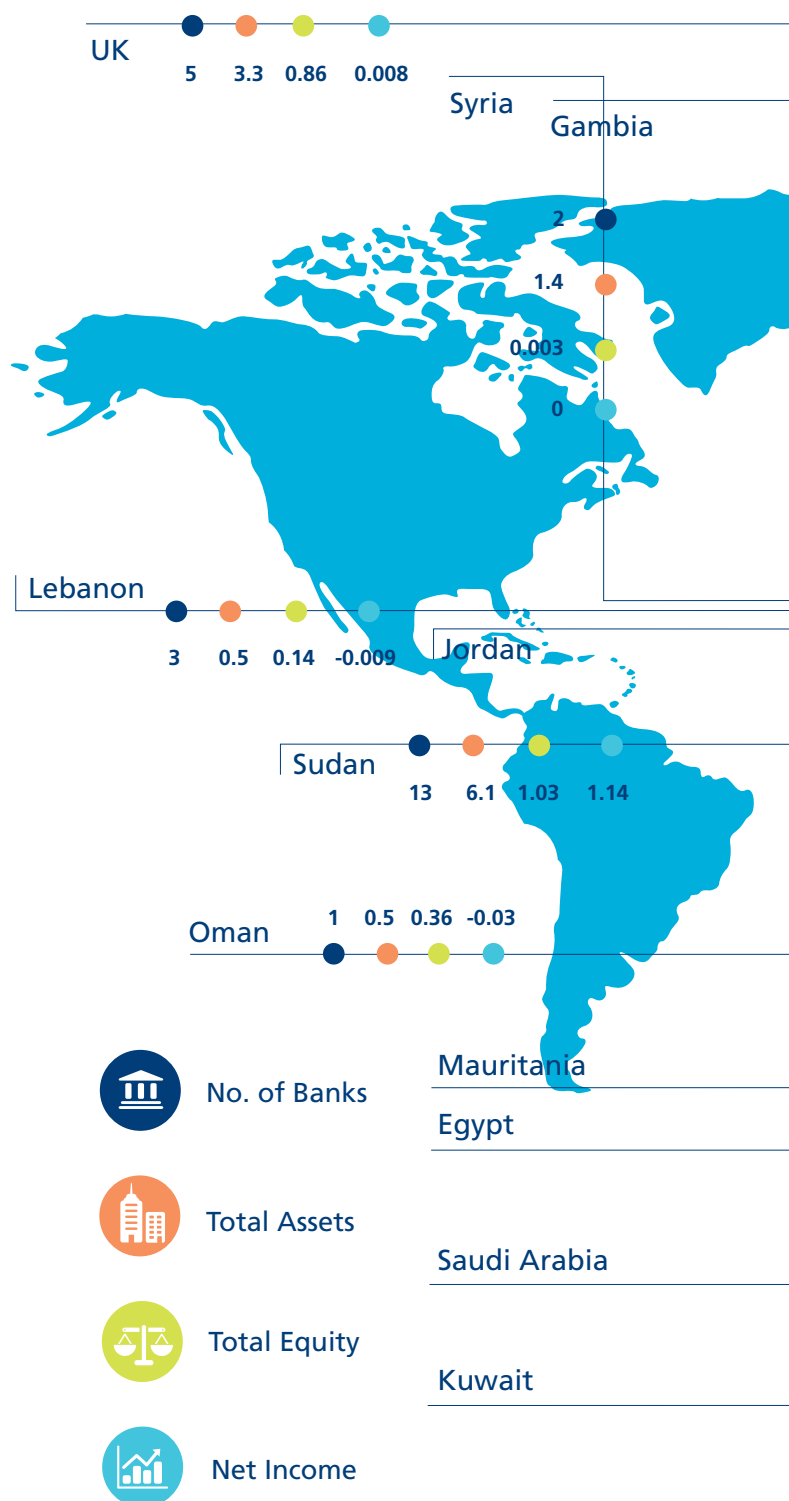 UK
5 3.3 0.86 0.008
Syria
Gambia
2
1.4
0.003
0
Lebanon
3 0.5 0.14 -0.009
Jordan
Sudan
13 6.1 1.03 1.14
Oman
1 0.5 0.36 -0.03
Mauritania
No. of Banks
Egypt
Total Assets
Saudi Arabia
Total Equity
Kuwait
Net Income